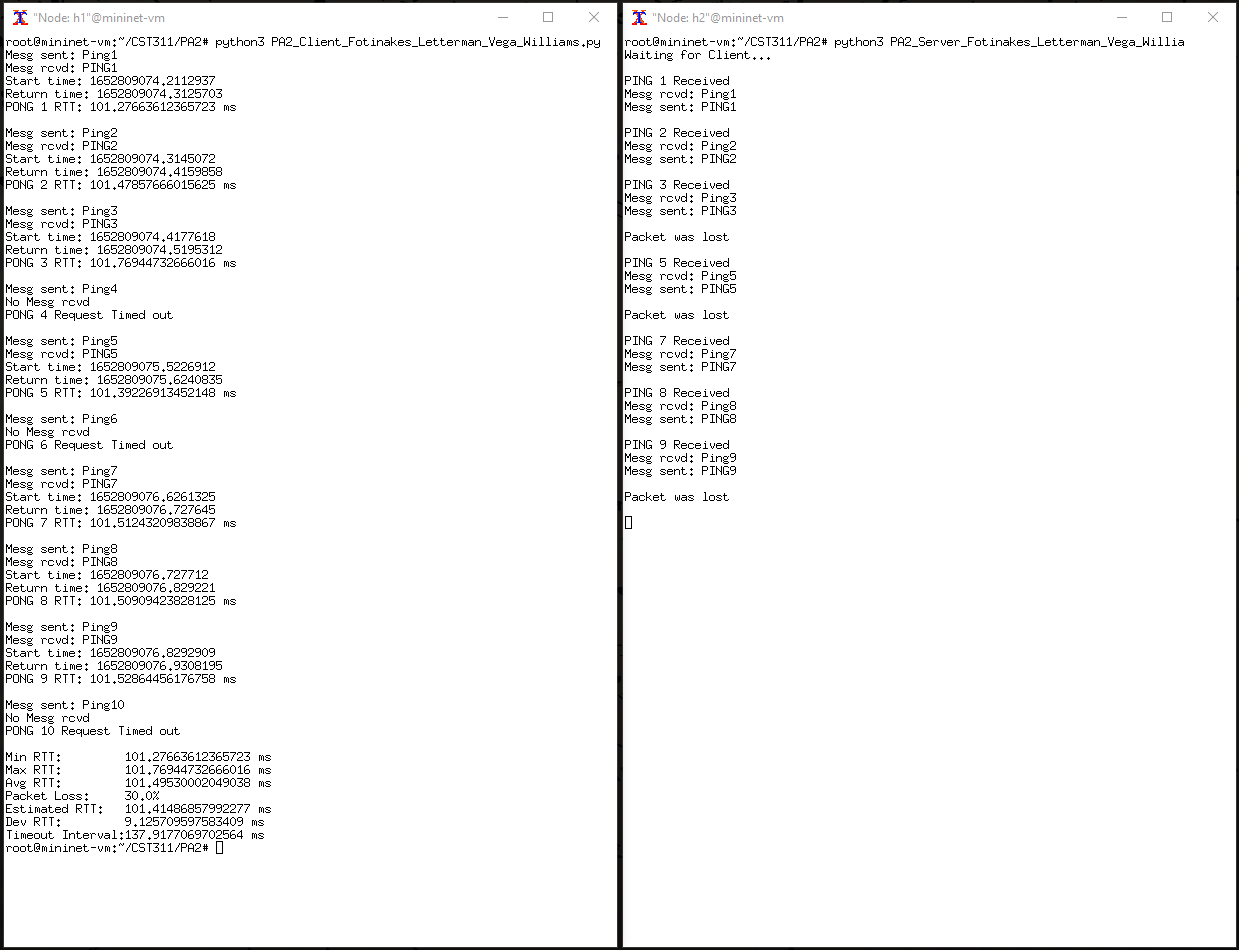 "Node: h1"@mininet-vm
root@mininet-vm:~/CST311/PA2# python3 PA2_Client_Fotinakes_Letterman_Vega_Williams.py
Mesg sent: Ping1
Mesg rcvd: PING1
Start time: 1652809074.2112937
Return time: 1652809074.3125703
PONG 1 RTT: 101.27663612365723 ms

Mesg sent: Ping2
Mesg rcvd: PING2
Start time: 1652809074.3145072
Return time: 1652809074.4159858
PONG 2 RTT: 101.47857666015625 ms

Mesg sent: Ping3
Mesg rcvd: PING3
Start time: 1652809074.4177618
Return time: 1652809074.5195312
PONG 3 RTT: 101.76944732666016 ms

Mesg sent: Ping4
No Mesg rcvd
PONG 4 Request Timed out

Mesg sent: Ping5
Mesg rcvd: PING5
Start time: 1652809075.5226912
Return time: 1652809075.6240835
PONG 5 RTT: 101.39226913452148 ms

Mesg sent: Ping6
No Mesg rcvd
PONG 6 Request Timed out

Mesg sent: Ping7
Mesg rcvd: PING7
Start time: 1652809076.6261325
Return time: 1652809076.727645
PONG 7 RTT: 101.51243209838867 ms

Mesg sent: Ping8
Mesg rcvd: PING8
Start time: 1652809076.727712
Return time: 1652809076.829221
PONG 8 RTT: 101.50909423828125 ms

Mesg sent: Ping9
Mesg rcvd: PING9
Start time: 1652809076.8292909
Return time: 1652809076.9308195
PONG 9 RTT: 101.52864456176758 ms

Mesg sent: Ping10
No Mesg rcvd
PONG 10 Request Timed out

Min RTT: 101.27663612365723 ms
Max RTT: 101.76944732666016 ms
Avg RTT: 101.49530002049038 ms
Packet Loss: 30.0%
Estimated RTT: 101.41486857992277 ms
Dev RTT: 9.125709597583409 ms
Timeout Interval:137.9177069702564 ms
root@mininet-vm:~/CST311/PA2#
"Node: h2"@mininet-vm
root@mininet-vm:~/CST311/PA2# python3 PA2_Server_Fotinakes_Letterman_Vega_Willia
Waiting for Client...

PING 1 Received
Mesg rcvd: Ping1
Mesg sent: PING1

PING 2 Received
Mesg rcvd: Ping2
Mesg sent: PING2

PING 3 Received
Mesg rcvd: Ping3
Mesg sent: PING3

Packet was lost

PING 5 Received
Mesg rcvd: Ping5
Mesg sent: PING5

Packet was lost

PING 7 Received
Mesg rcvd: Ping7
Mesg sent: PING7

PING 8 Received
Mesg rcvd: Ping8
Mesg sent: PING8

PING 9 Received
Mesg rcvd: Ping9
Mesg sent: PING9

Packet was lost